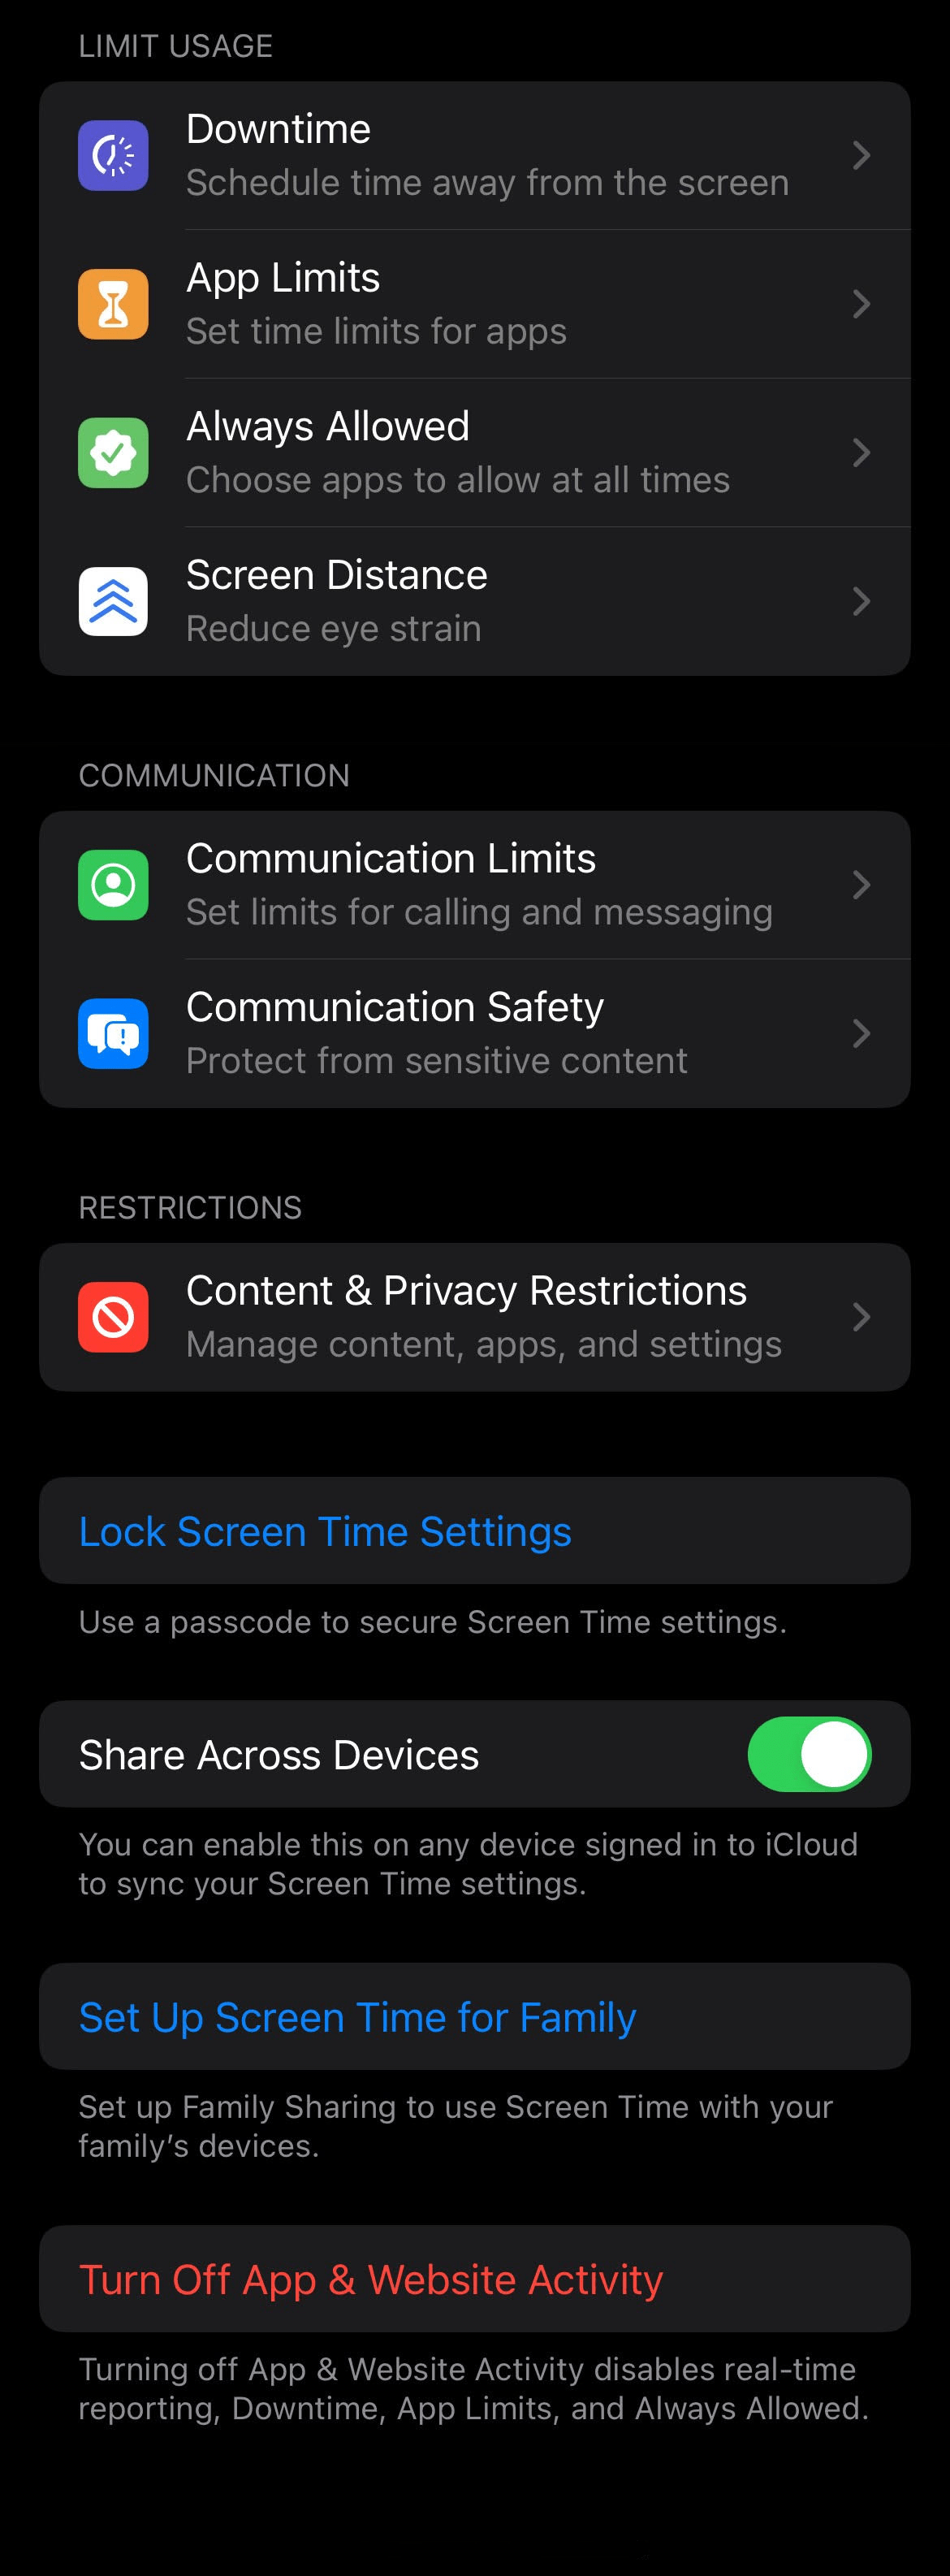 LIMIT USAGE
Downtime
Schedule time away from the screen
App Limits
Set time limits for apps
Always Allowed
Choose apps to allow at all times
Screen Distance
Reduce eye strain
COMMUNICATION
Communication Limits
Set limits for calling and messaging
Communication Safety
Protect from sensitive content
RESTRICTIONS
Content & Privacy Restrictions
Manage content, apps, and settings
Lock Screen Time Settings
Use a passcode to secure Screen Time settings.
Share Across Devices
You can enable this on any device signed in to iCloud
to sync your Screen Time settings.
Set Up Screen Time for Family
Set up Family Sharing to use Screen Time with your
family’s devices.
Turn Off App & Website Activity
Turning off App & Website Activity disables real-time
reporting, Downtime, App Limits, and Always Allowed.